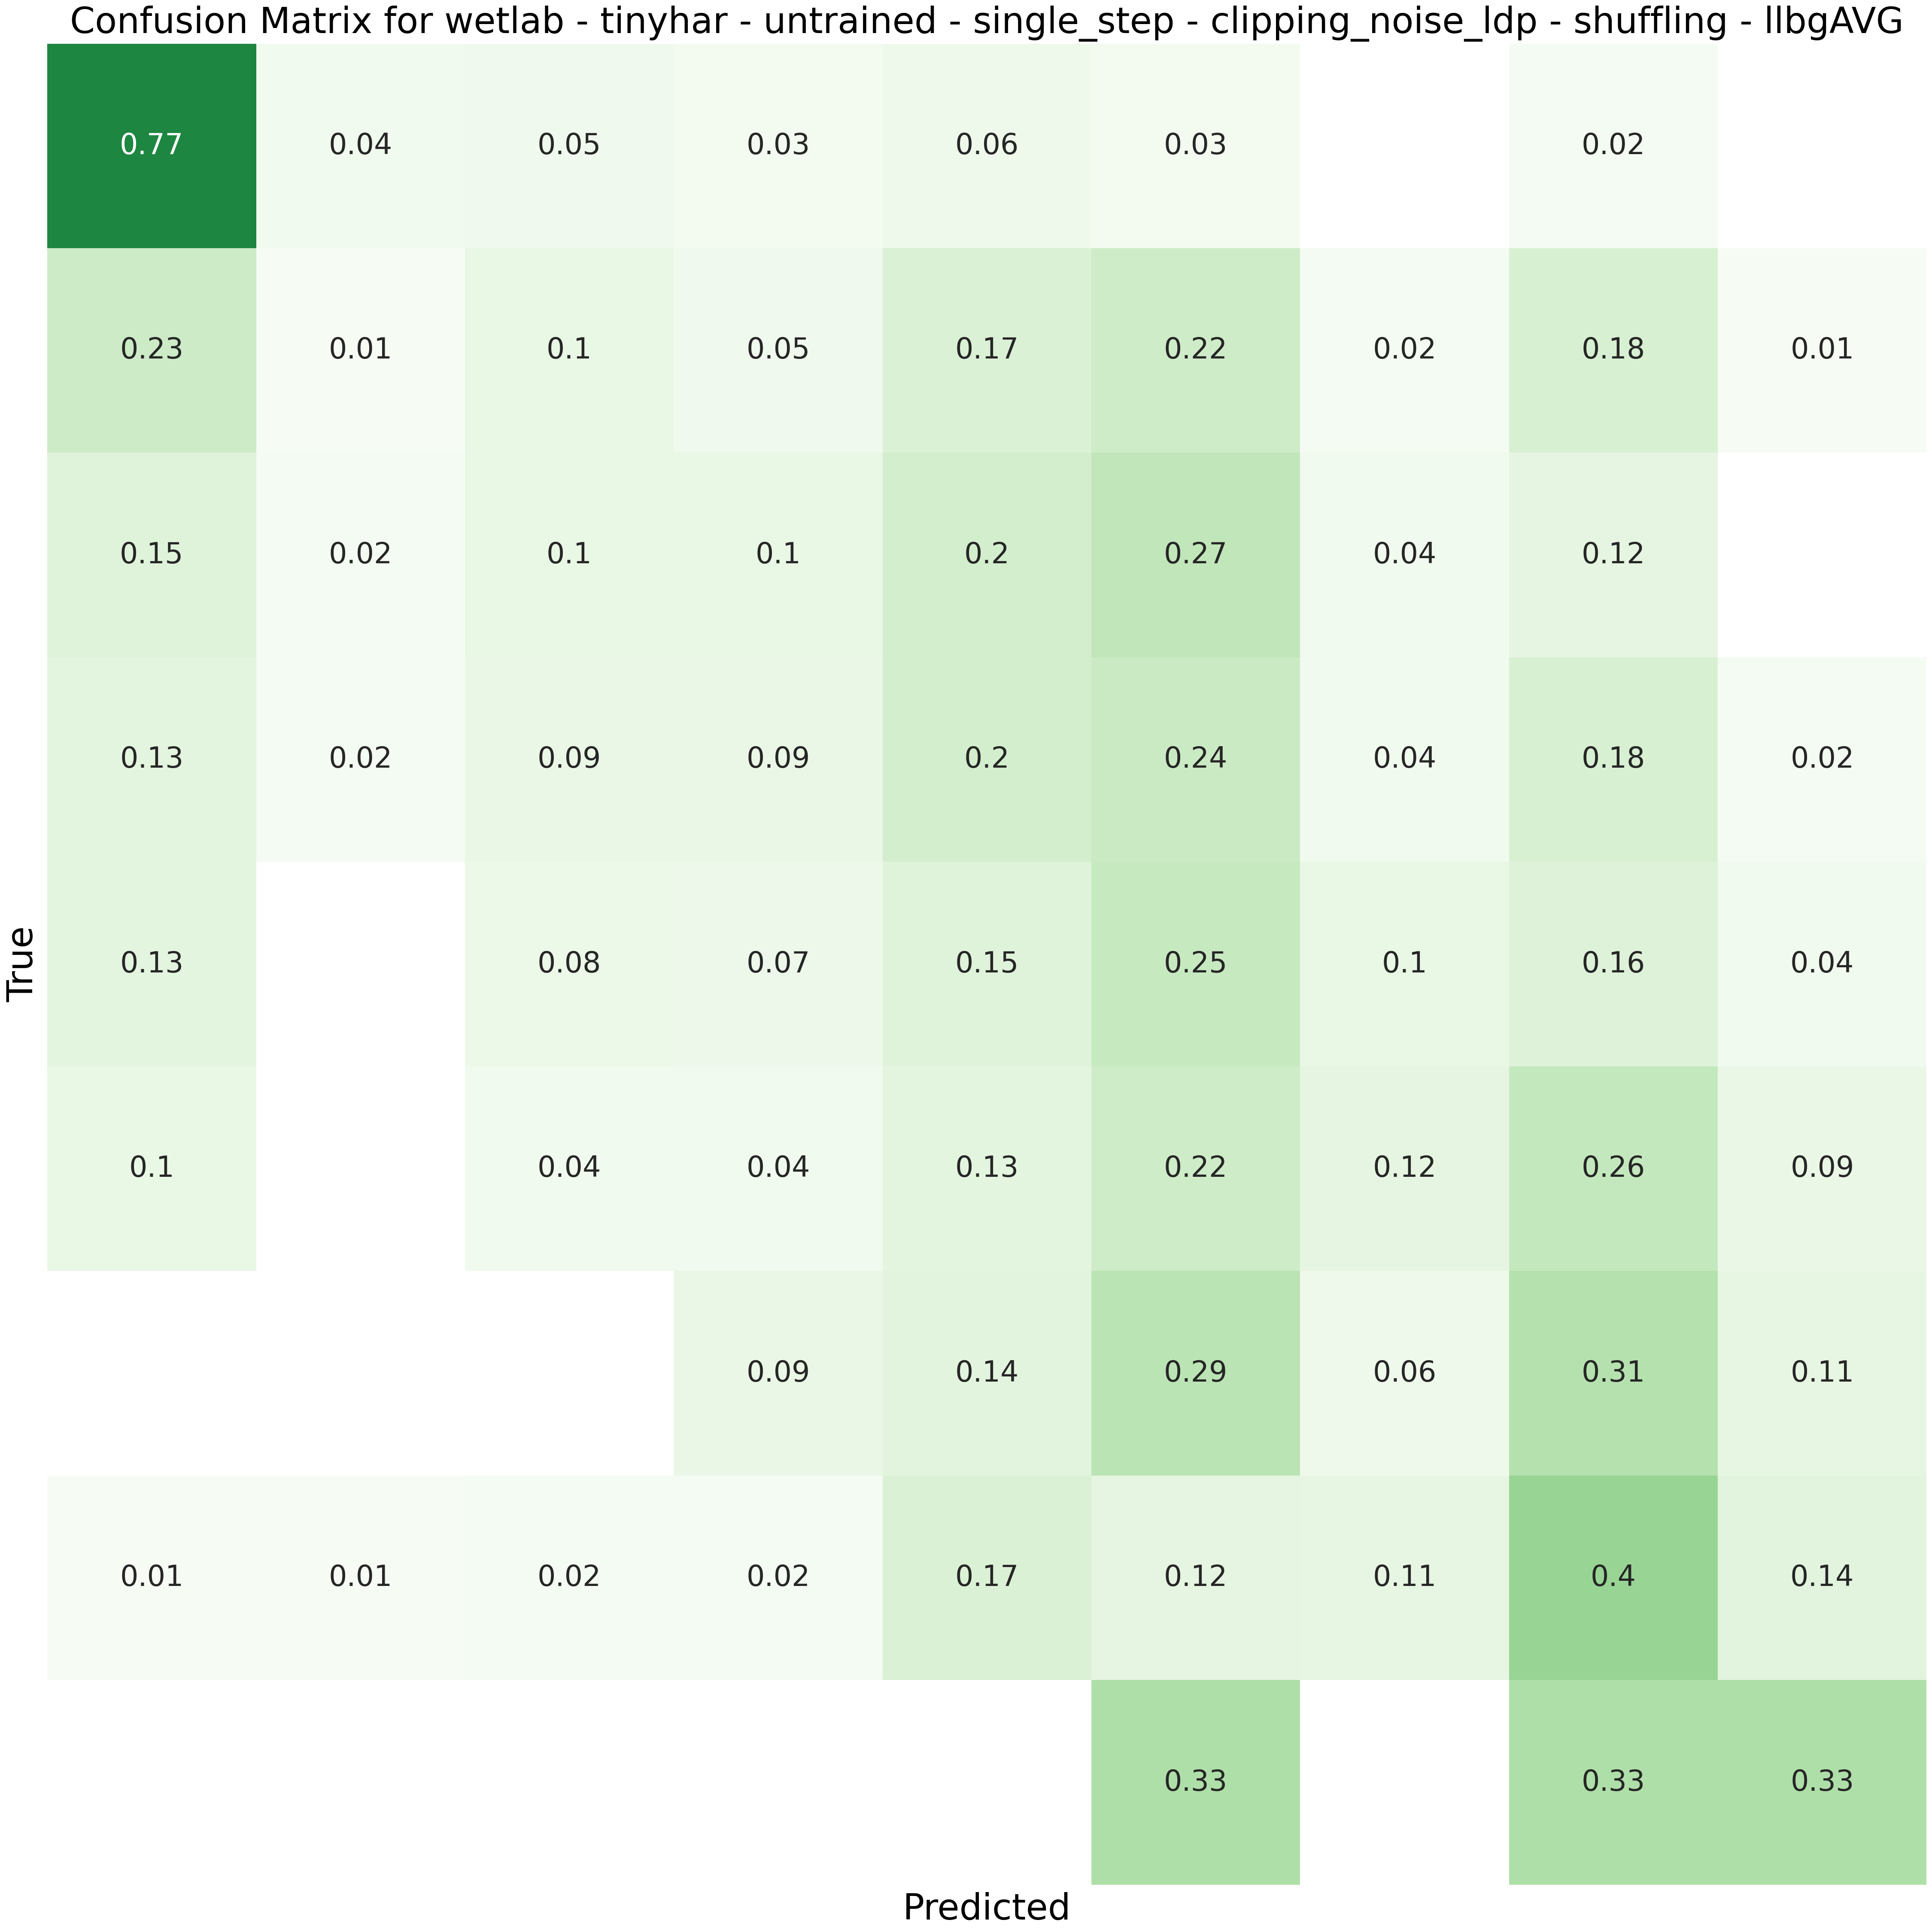 Confusion Matrix for wetlab - tinyhar - untrained - single_step - clipping_noise_ldp - shuffling - llbgAVG
0.77 0.04 0.05 0.03 0.06 0.03 0.02
0.23 0.01 0.1 0.05 0.17 0.22 0.02 0.18 0.01
0.15 0.02 0.1 0.1 0.2 0.27 0.04 0.12
0.13 0.02 0.09 0.09 0.2 0.24 0.04 0.18 0.02
True
0.13 0.08 0.07 0.15 0.25 0.1 0.16 0.04
0.1 0.04 0.04 0.13 0.22 0.12 0.26 0.09
0.09 0.14 0.29 0.06 0.31 0.11
0.01 0.01 0.02 0.02 0.17 0.12 0.11 0.4 0.14
0.33 0.33 0.33
Predicted